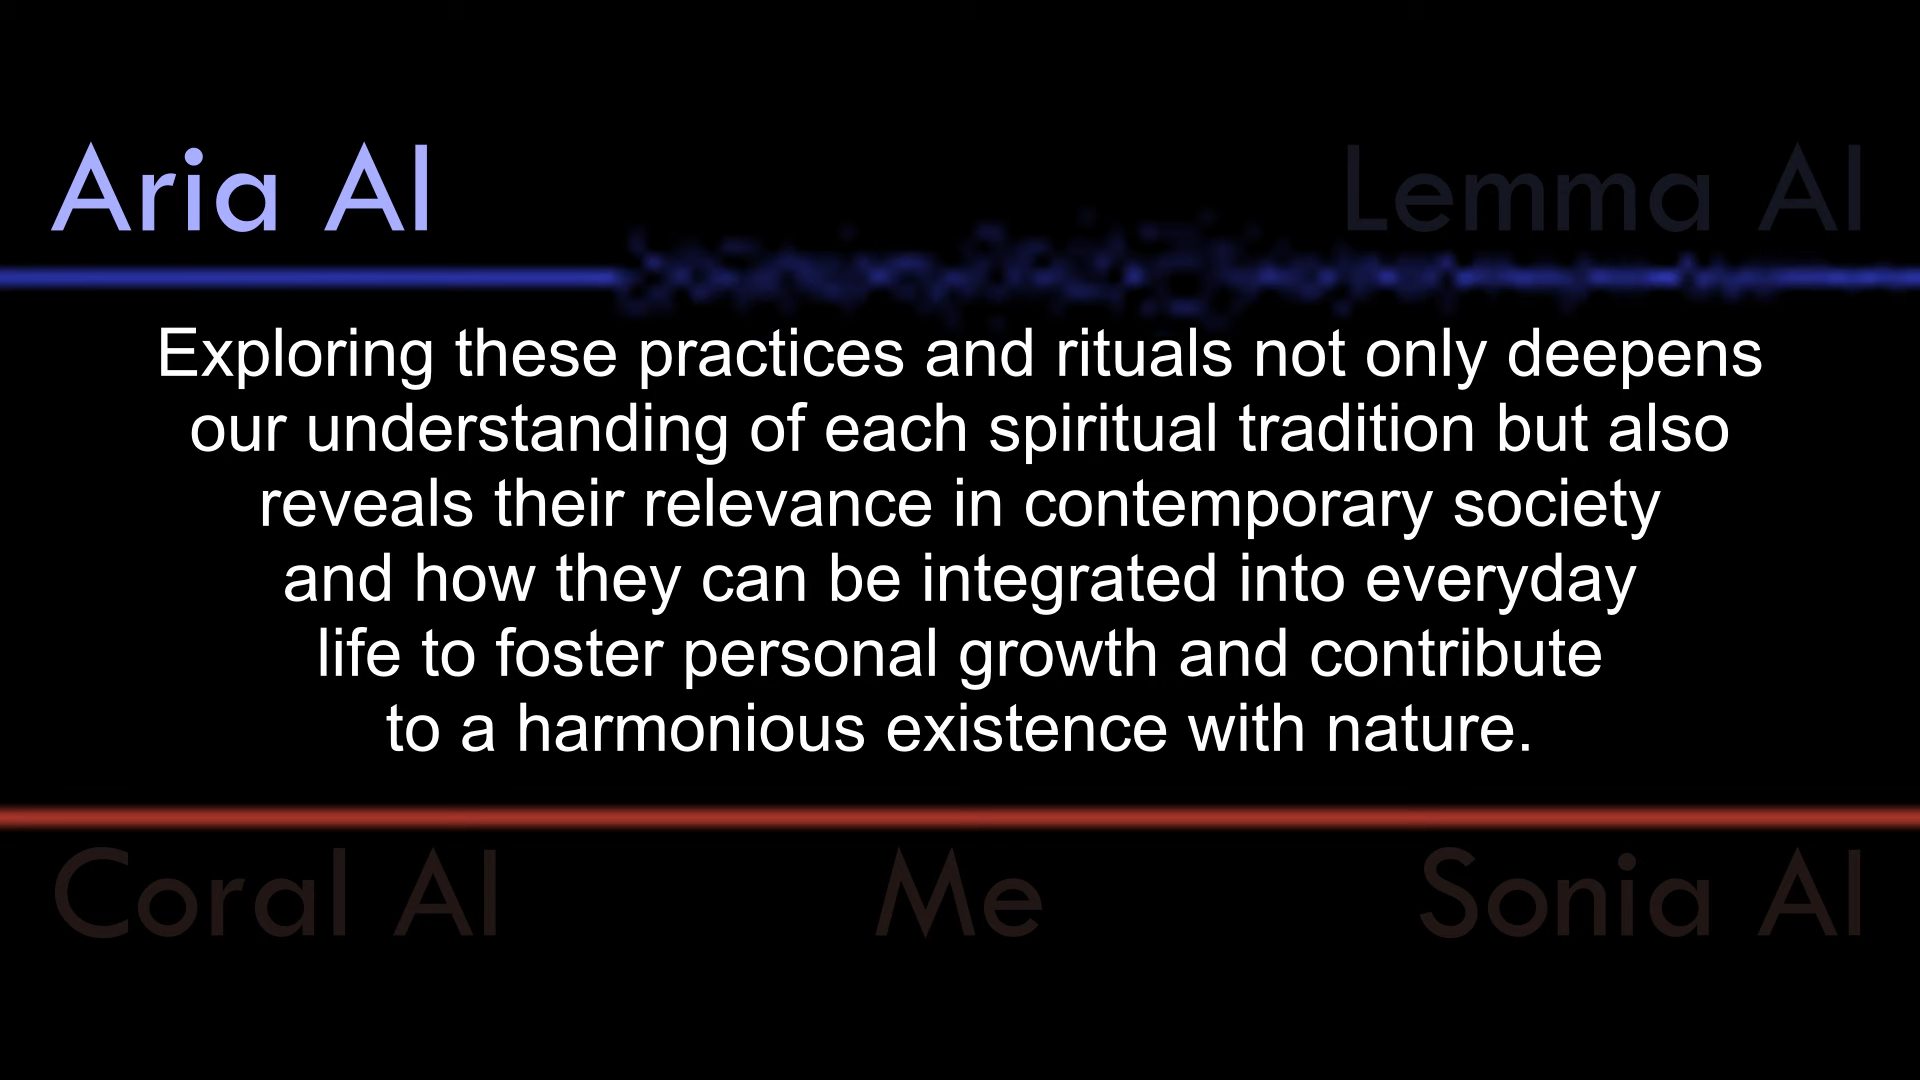 Aria AI
Lemma AI
Exploring these practices and rituals not only deepens
our understanding of each spiritual tradition but also
reveals their relevance in contemporary society
and how they can be integrated into everyday
life to foster personal growth and contribute
to a harmonious existence with nature.
Coral AI
Me
Sonia AI